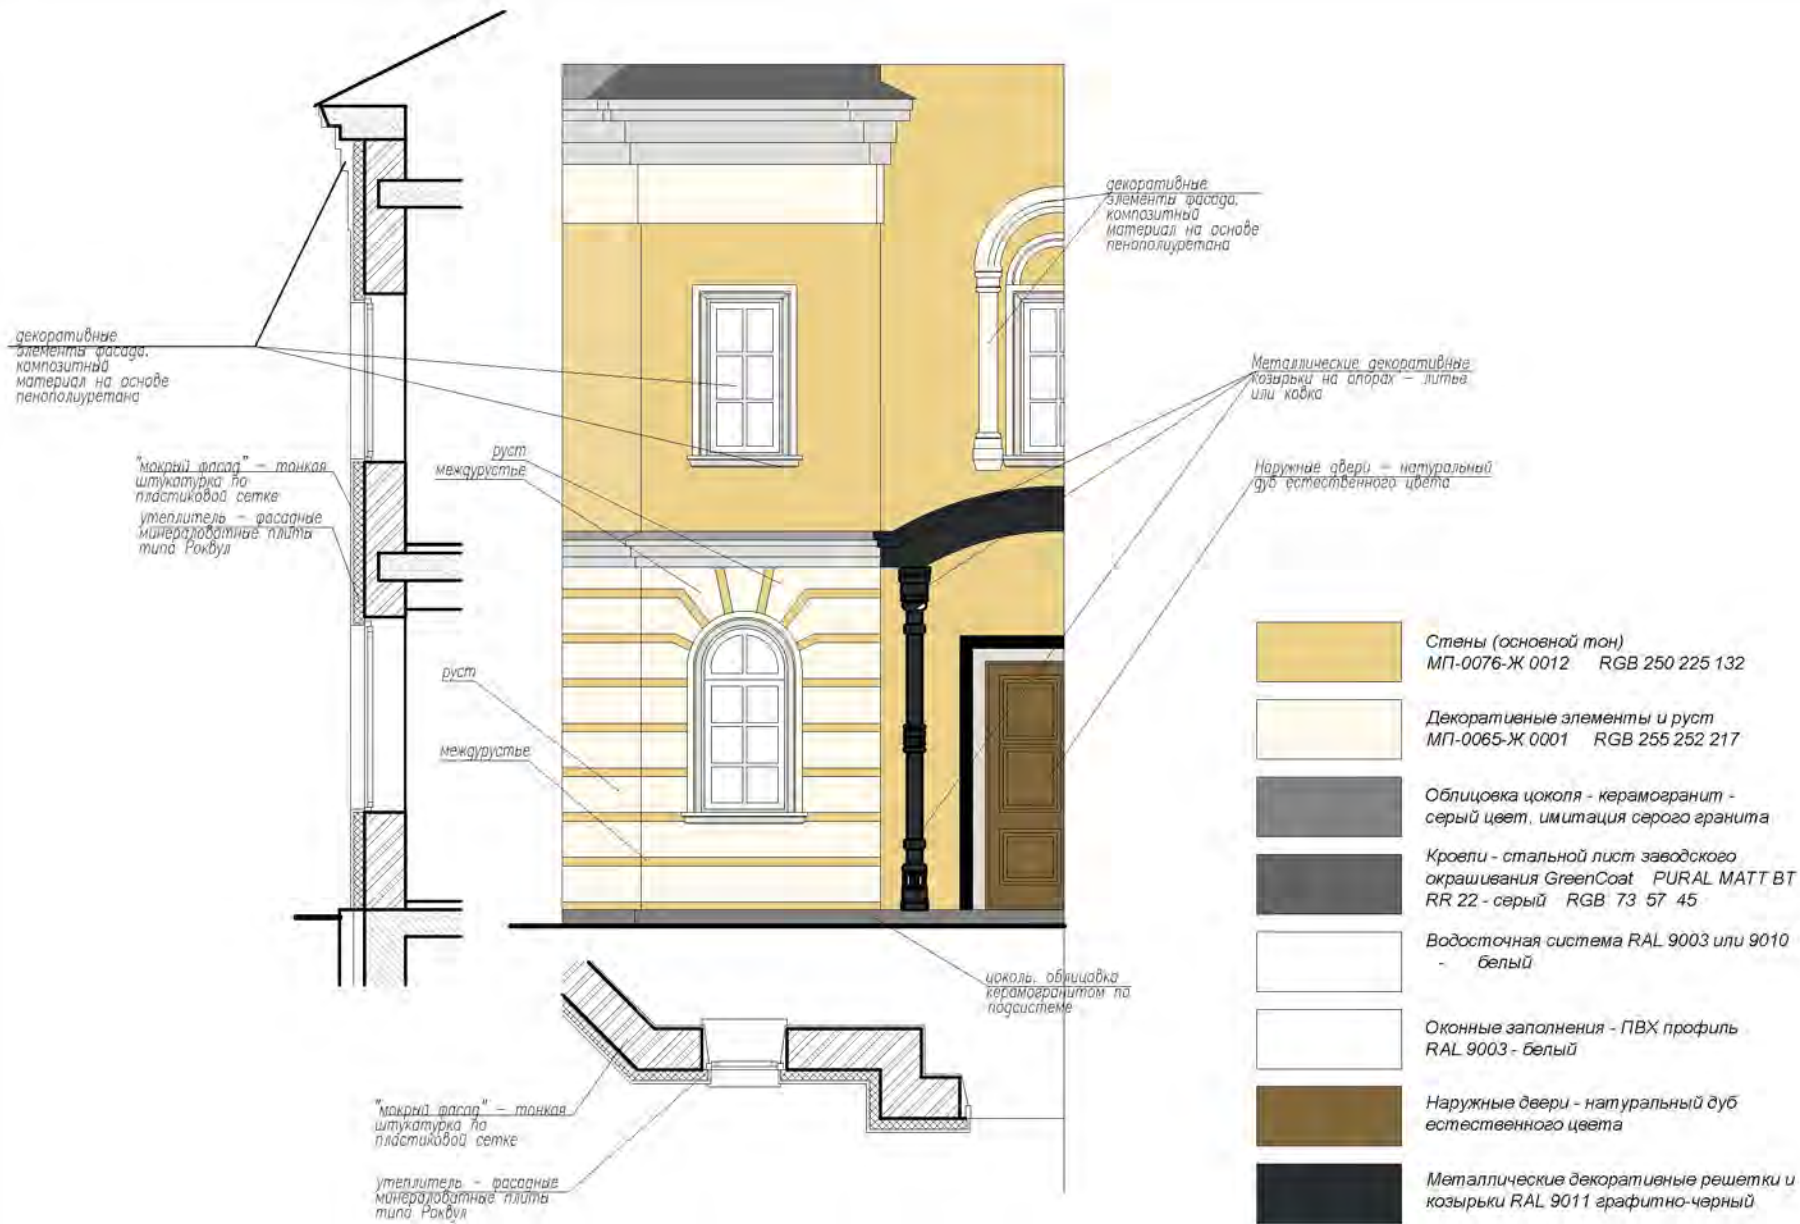 декоративные
элементы фасада,
композитный
материал на основе
пенополиуретана
"мокрый фасад" – тонкая
штукатурка по
пластиковой сетке
утеплитель – фасадные
минераловатные плиты
типа Роквул
руст
междурустье
руст
междурустье
декоративные
элементы фасада,
композитный
материал на основе
пенополиуретана
Металлические декоративные
козырьки на опорах – литье
или ковка
Наружные двери – натуральный
дуб естественного цвета
цоколь, облицовка
керамогранитом по
подсистеме
"мокрый фасад" – тонкая
штукатурка по
пластиковой сетке
утеплитель – фасадные
минераловатные плиты
типа Роквул
Стены (основной тон)
МП-0076-Ж 0012 RGB 250 225 132
Декоративные элементы и руст
МП-0065-Ж 0001 RGB 255 252 217
Облицовка цоколя - керамогранит -
серый цвет, имитация серого гранита
Кровли - стальной лист заводского
окрашивания GreenCoat PURAL MATT BT
RR 22 - серый RGB 73 57 45
Водосточная система RAL 9003 или 9010
- белый
Оконные заполнения - ПВХ профиль
RAL 9003 - белый
Наружные двери - натуральный дуб
естественного цвета
Металлические декоративные решетки и
козырьки RAL 9011 графитно-черный